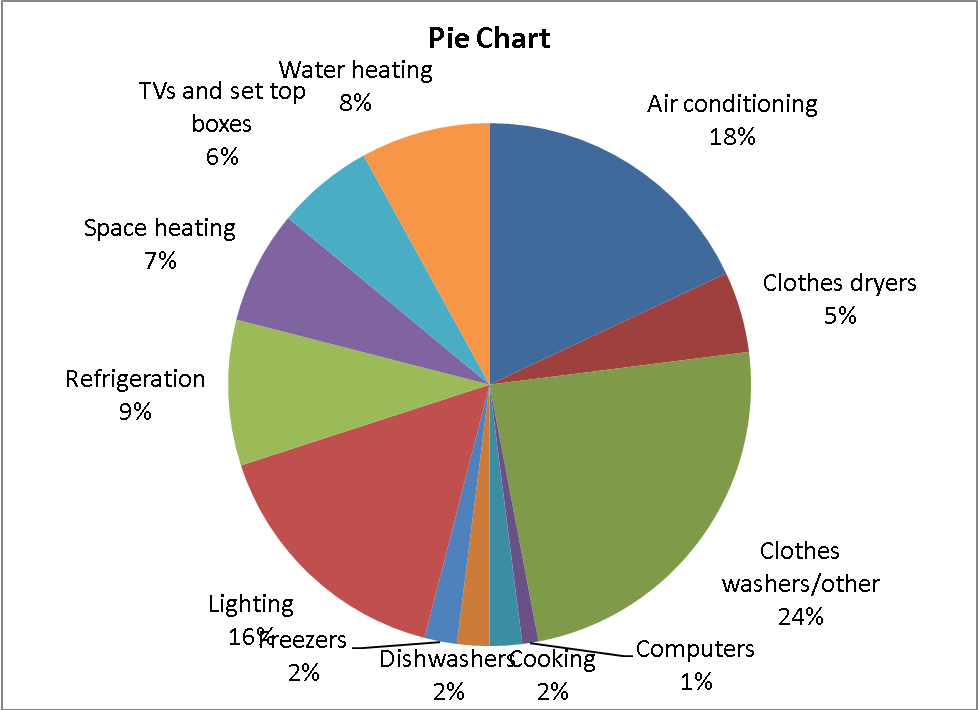 Pie Chart
Water heating
8%
TVs and set top
boxes
6%
Air conditioning
18%
Space heating
7%
Clothes dryers
5%
Refrigeration
9%
Clothes
washers/other
24%
Lighting
16%
Freezers
2%
Dishwashers
2%
Cooking
2%
Computers
1%